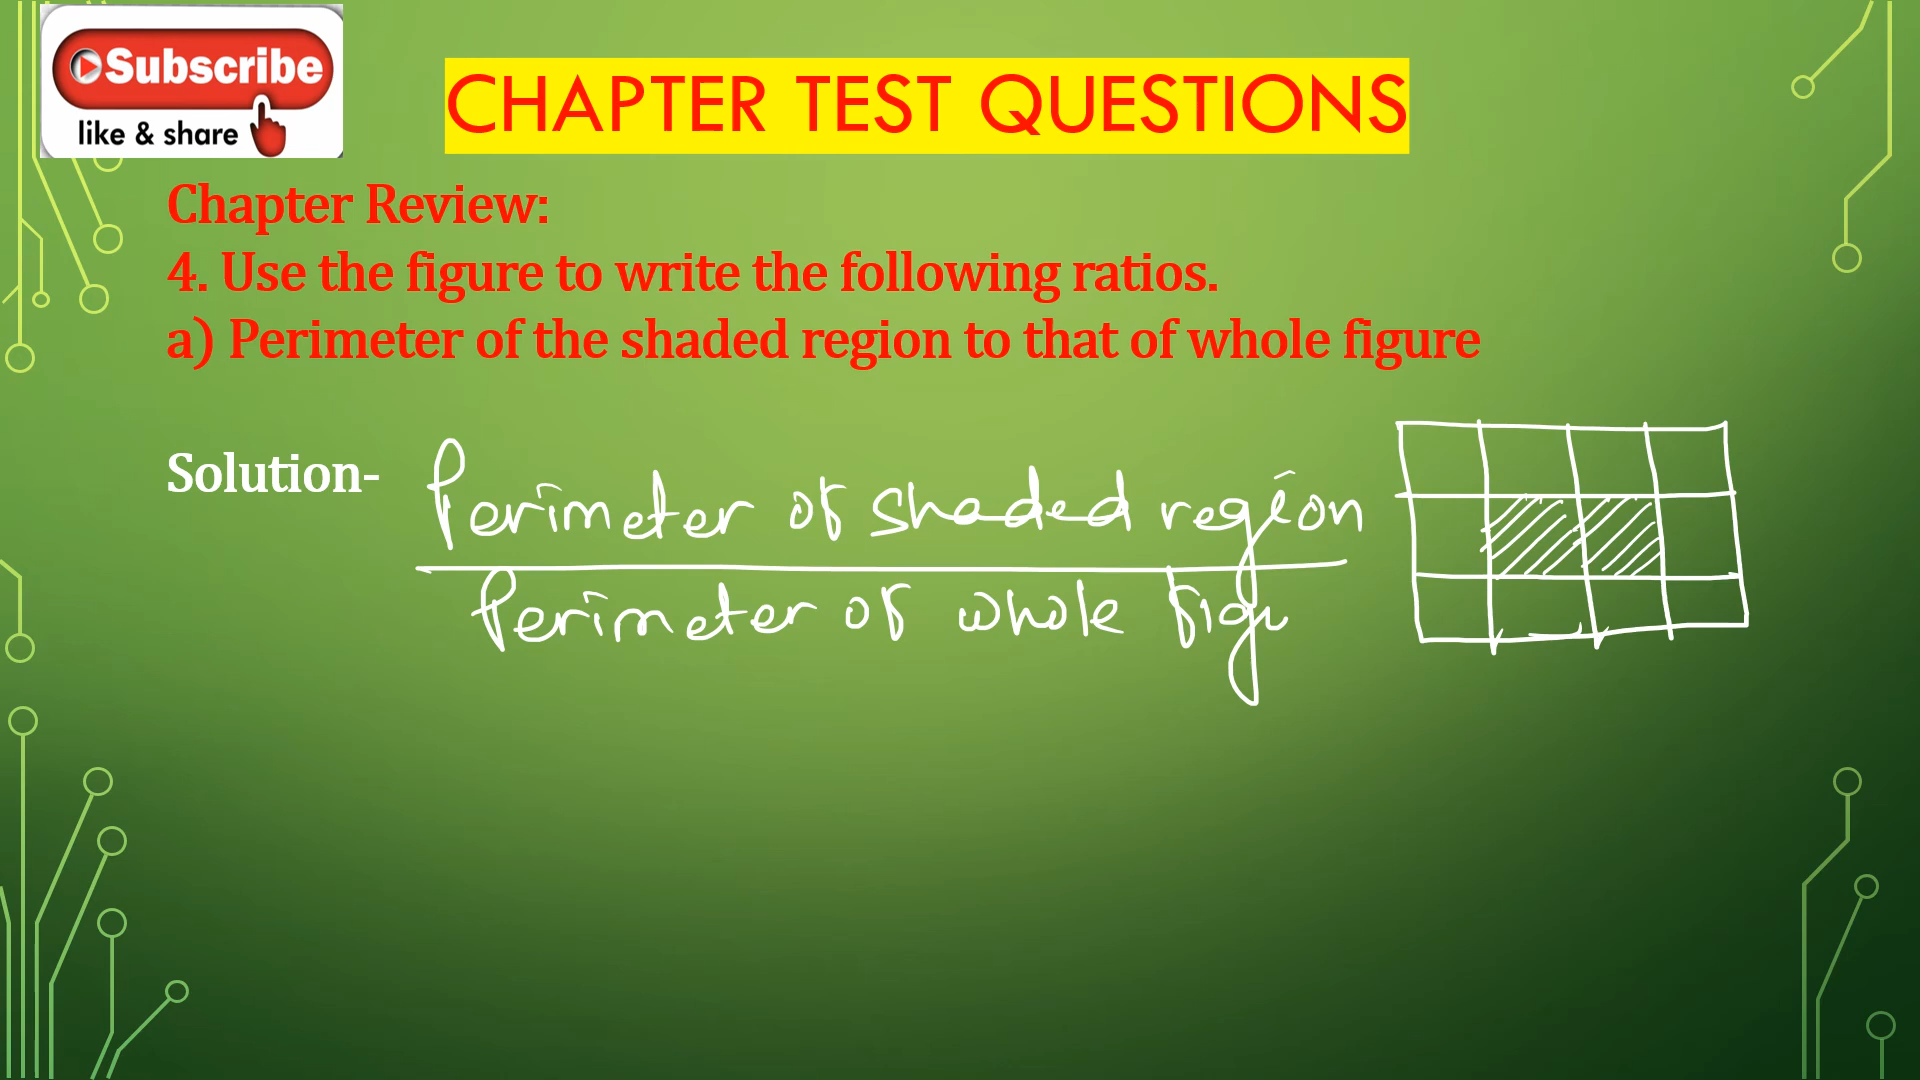 Subscribe
like & share
CHAPTER TEST QUESTIONS
Chapter Review:
4. Use the figure to write the following ratios.
a) Perimeter of the shaded region to that of whole figure
Solution-
Perimeter of shaded region
Perimeter of whole figu